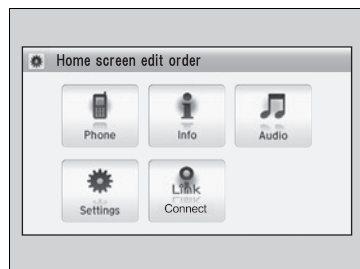 Home screen edit order
Phone
Info
Audio
Settings
Link
Connect